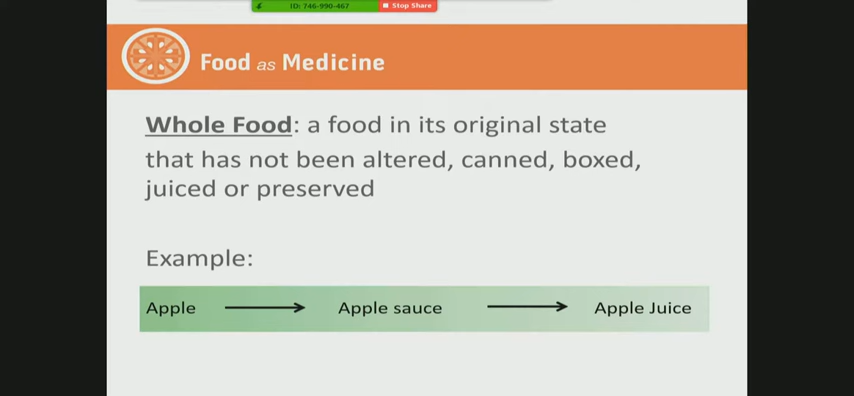 ID: 746-990-467 Stop Share
Food as Medicine
Whole Food: a food in its original state
that has not been altered, canned, boxed,
juiced or preserved
Example:
Apple Apple sauce Apple Juice